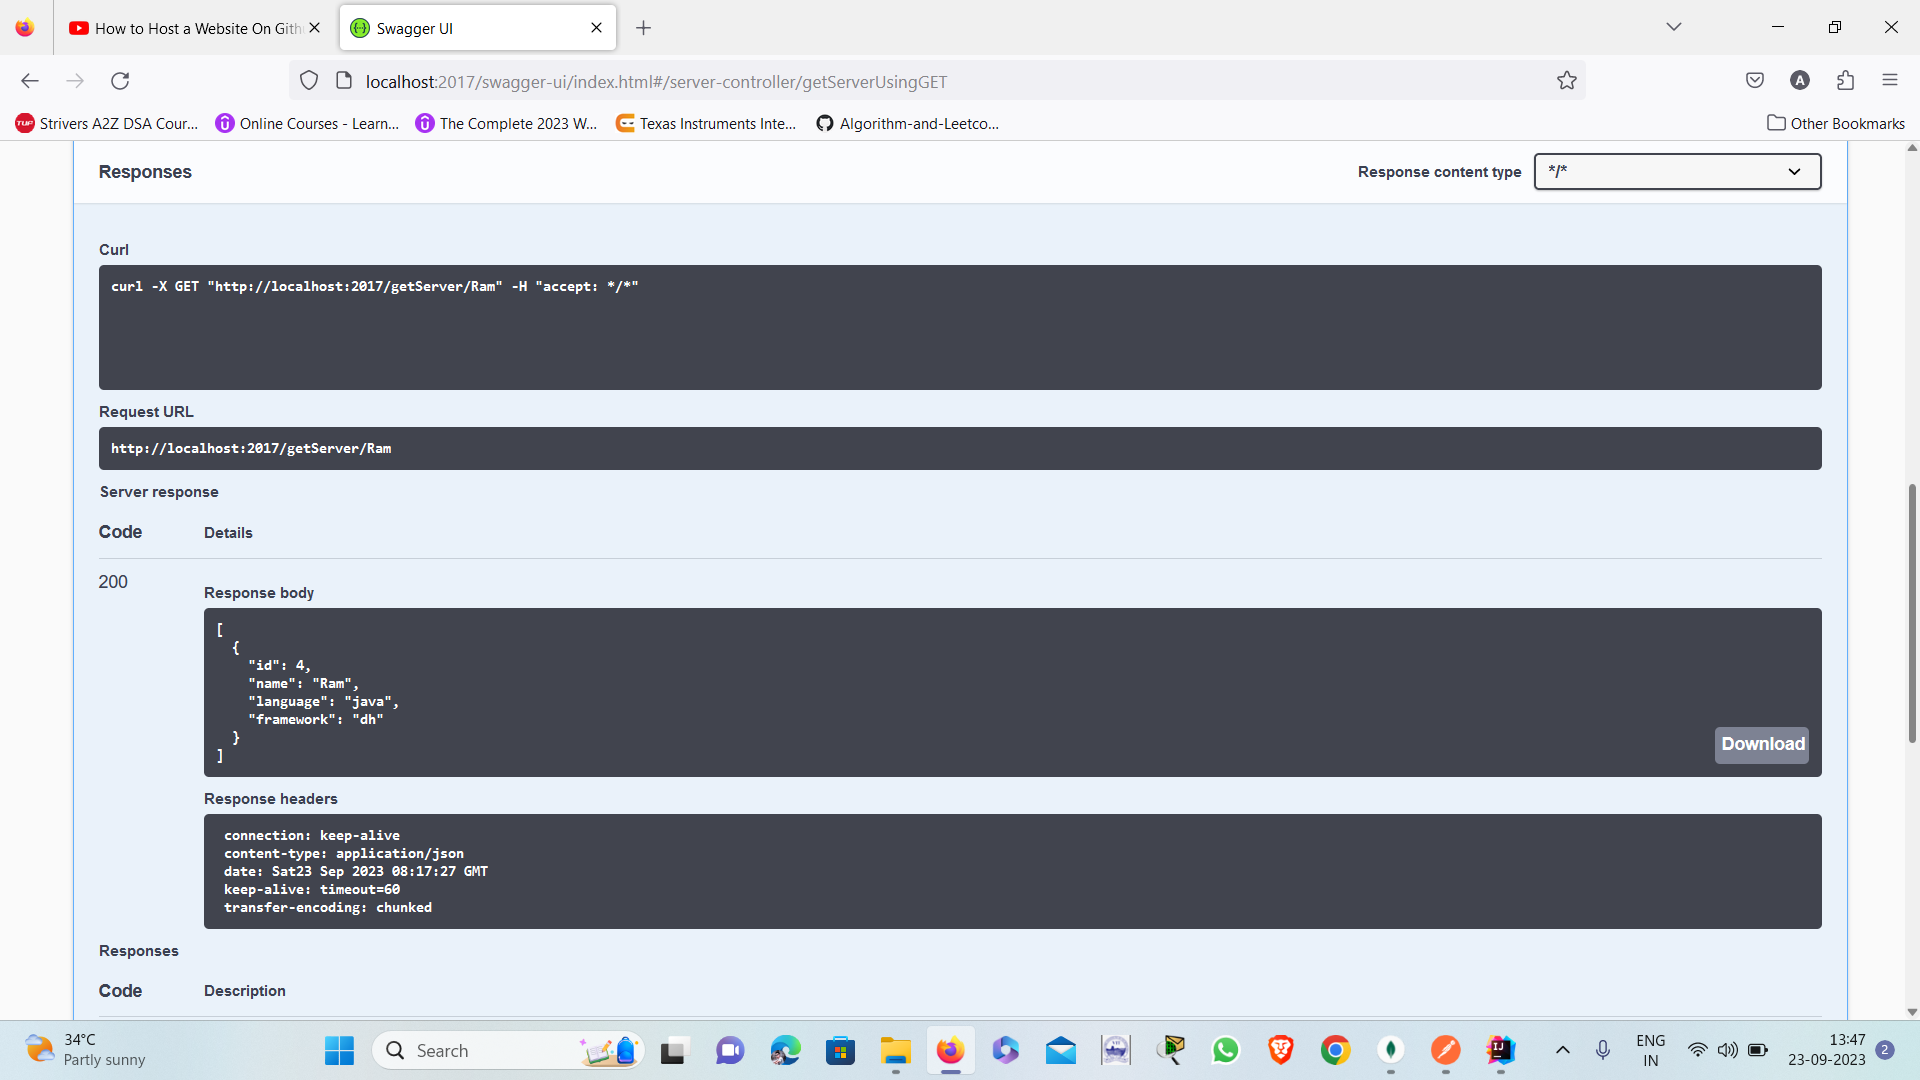 How to Host a Website On Gith
Swagger UI
localhost:2017/swagger-ui/index.html#/server-controller/getServerUsingGET
A
Strivers A2Z DSA Cour...
Online Courses - Learn...
The Complete 2023 W...
Texas Instruments Inte...
Algorithm-and-Leetco...
Other Bookmarks
Responses
Response content type
*/*
Curl
curl -X GET "http://localhost:2017/getServer/Ram" -H "accept: */*"
Request URL
http://localhost:2017/getServer/Ram
Server response
Code
Details
200
Response body
[
{
"id": 4,
"name": "Ram",
"language": "java",
"framework": "dh"
}
]
Download
Response headers
connection: keep-alive
content-type: application/json
date: Sat23 Sep 2023 08:17:27 GMT
keep-alive: timeout=60
transfer-encoding: chunked
Responses
Code
Description
34°C
Partly sunny
Search
ENG
IN
13:47
23-09-2023
2